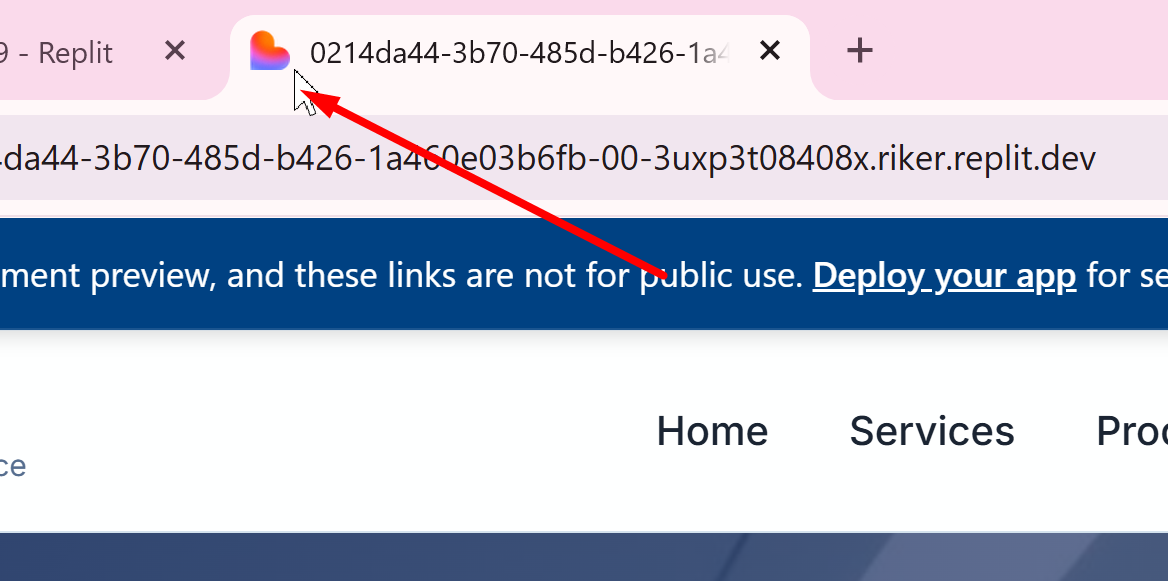 9 - Replit
0214da44-3b70-485d-b426-1a4
da44-3b70-485d-b426-1a460e03b6fb-00-3uxp3t08408x.riker.replit.dev
ment preview, and these links are not for public use. Deploy your app for se
Home Services Prod
ce